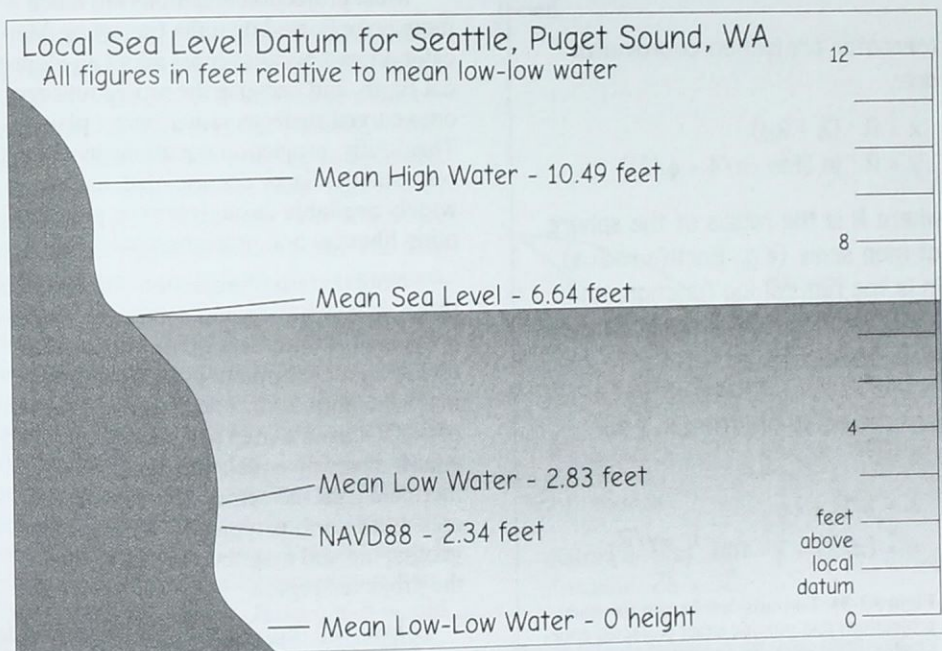 Local Sea Level Datum for Seattle, Puget Sound, WA
All figures in feet relative to mean low-low water
12
Mean High Water - 10.49 feet
8
Mean Sea Level - 6.64 feet
4
Mean Low Water - 2.83 feet
NAVD88 - 2.34 feet
feet
above
local
datum
Mean Low-Low Water - 0 height
0